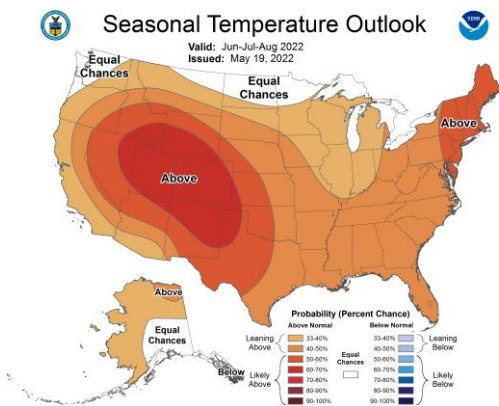 Seasonal Temperature Outlook
Valid: Jun-Jul-Aug 2022
Issued: May 19, 2022
Equal
Chances
Equal
Chances
Above
Above
Above
Equal
Chances
Below
Probability (Percent Chance)
Above Normal
Below Normal
Leaning
Above
33-40%
40-50%
Likely
Above
50-60%
60-70%
70-80%
80-90%
90-100%
Equal
Chances
33-40%
40-50%
Leaning
Below
50-60%
60-70%
70-80%
80-90%
90-100%
Likely
Below